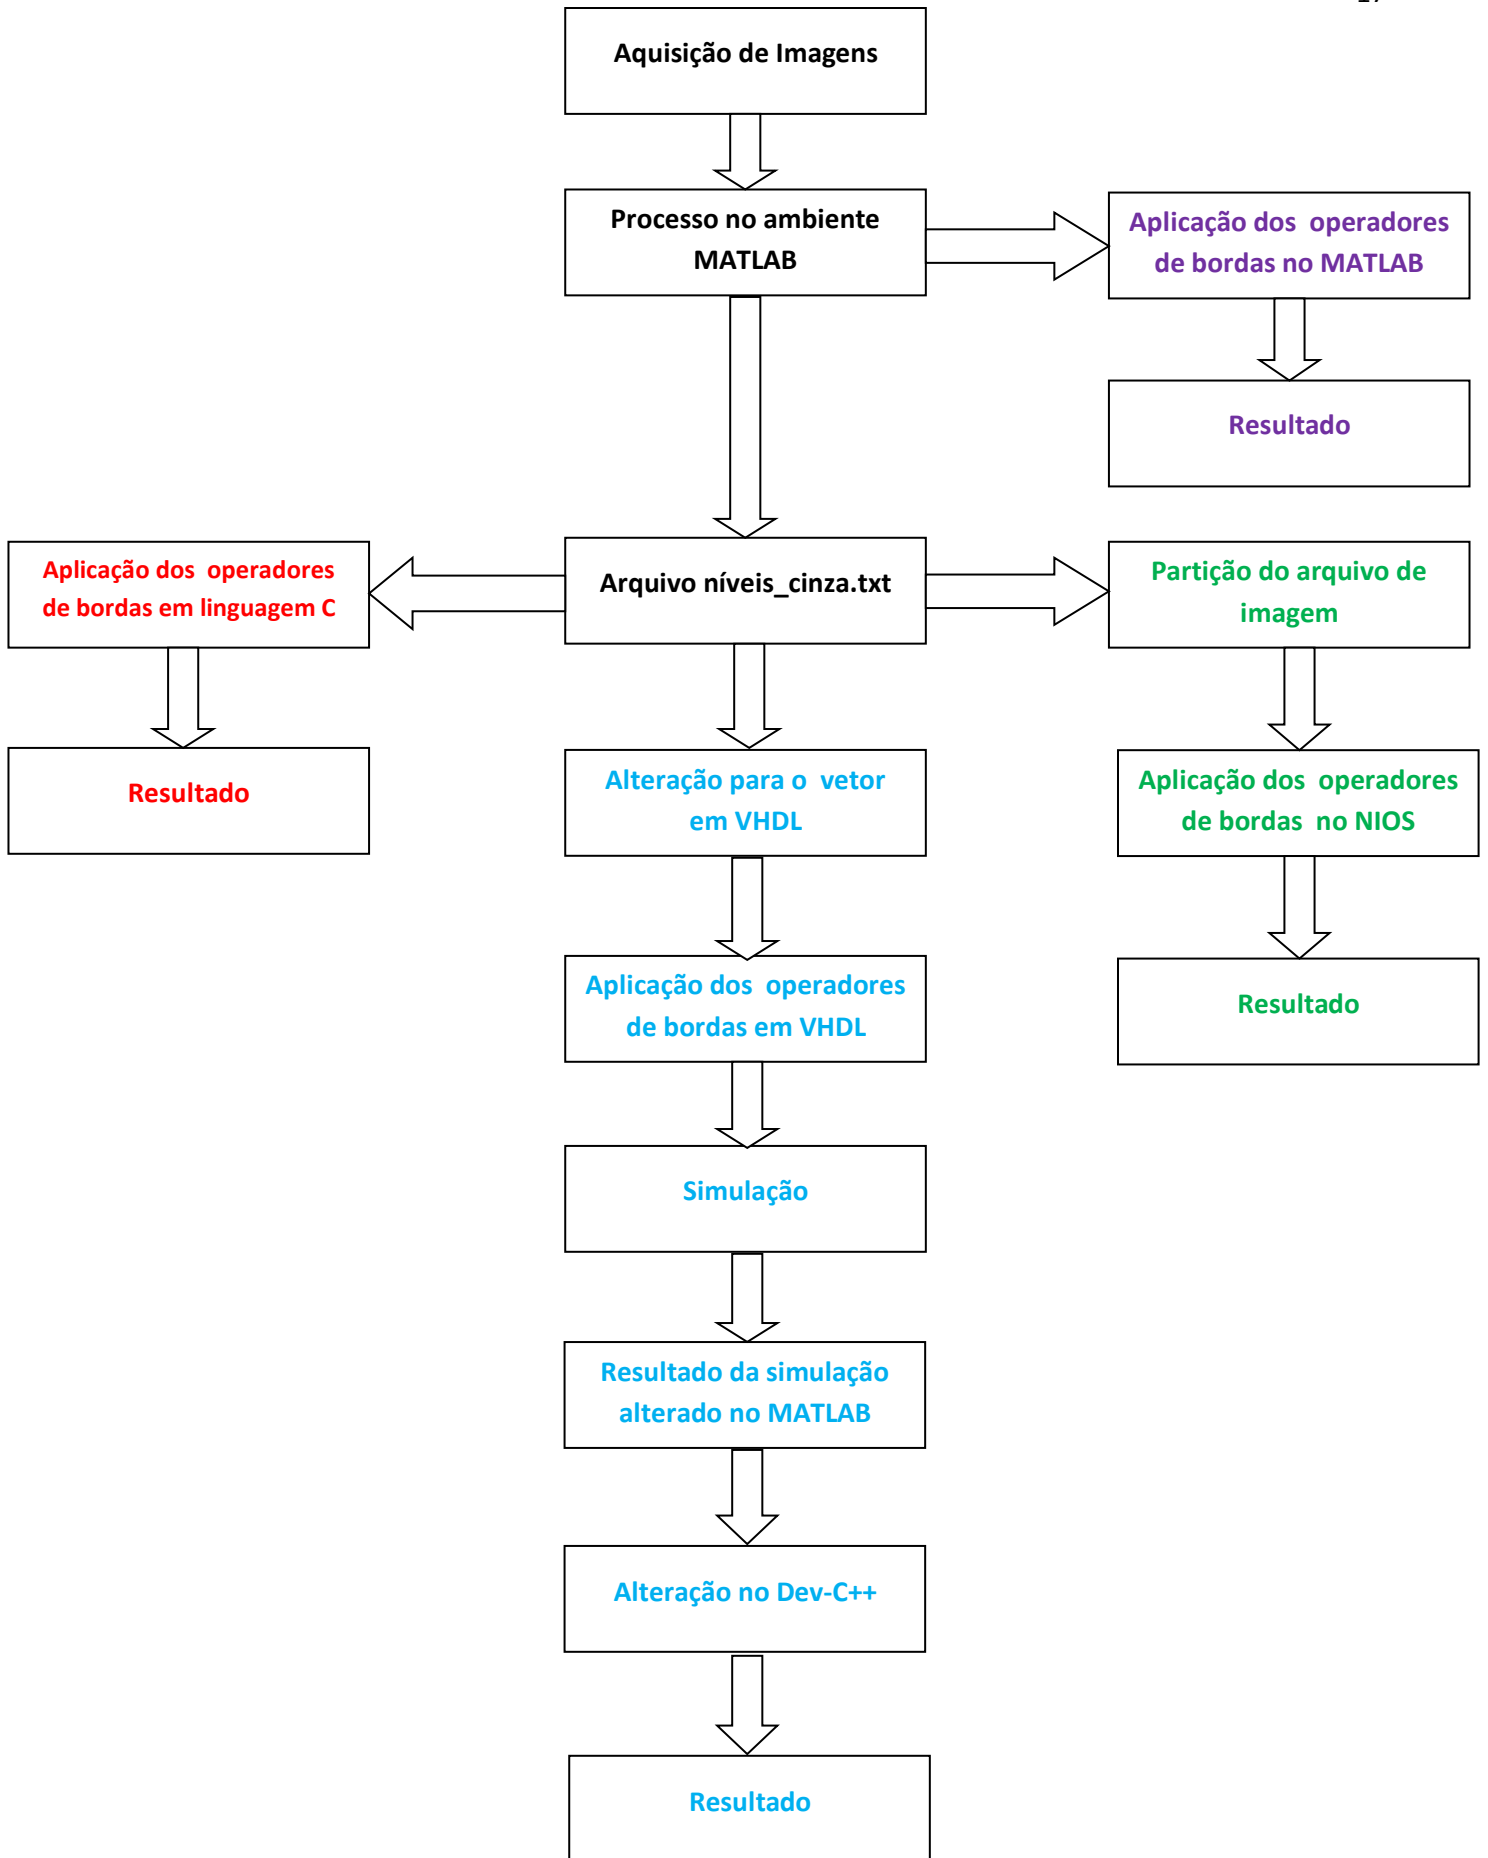 Aquisição de Imagens
Processo no ambiente
MATLAB
Aplicação dos operadores
de bordas no MATLAB
Resultado
Aplicação dos operadores
de bordas em linguagem C
Arquivo níveis_cinza.txt
Partição do arquivo de
imagem
Resultado
Alteração para o vetor
em VHDL
Aplicação dos operadores
de bordas no NIOS
Aplicação dos operadores
de bordas em VHDL
Resultado
Simulação
Resultado da simulação
alterado no MATLAB
Alteração no Dev-C++
Resultado